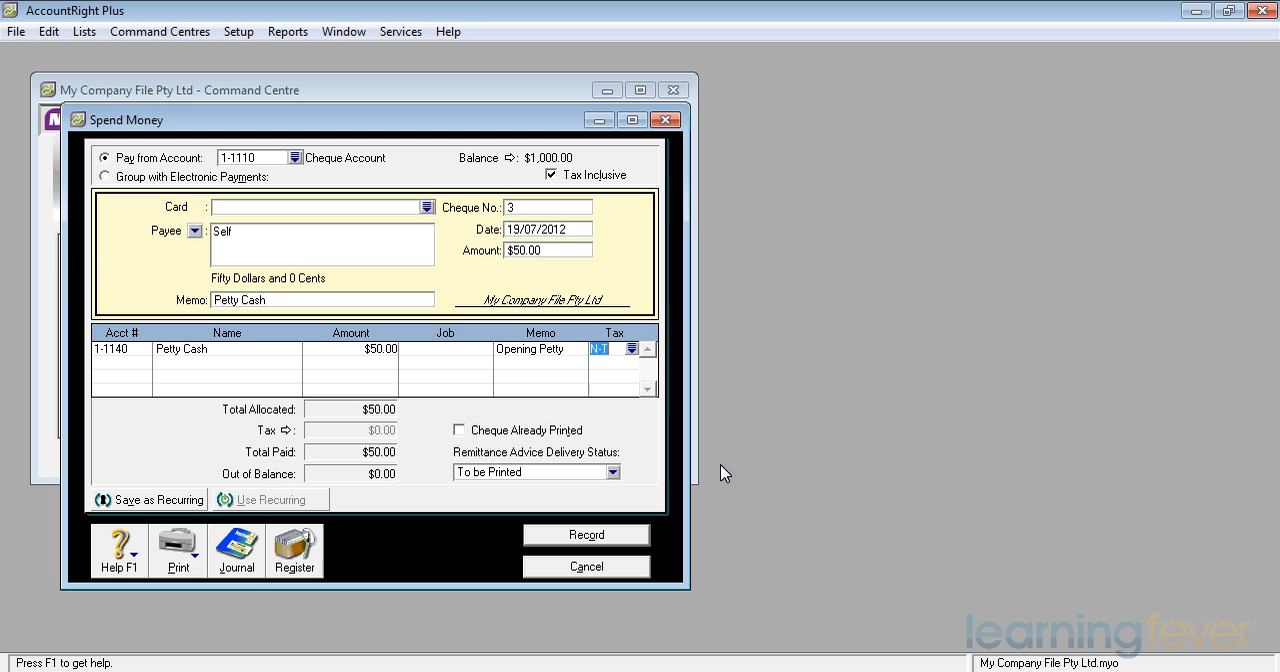 AccountRight Plus
File Edit Lists Command Centres Setup Reports Window Services Help
My Company File Pty Ltd - Command Centre
Spend Money
Pay from Account: 1-1110 Cheque Account Balance $1,000.00
Group with Electronic Payments: Tax Inclusive
Card : Cheque No.: 3
Payee : Self Date: 19/07/2012
Amount: $50.00
Fifty Dollars and 0 Cents
Memo: Petty Cash My Company File Pty Ltd
Acct # Name Amount Job Memo Tax
1-1140 Petty Cash $50.00 Opening Petty N-T
Total Allocated: $50.00
Tax : $0.00 Cheque Already Printed
Total Paid: $50.00 Remittance Advice Delivery Status:
Out of Balance: $0.00 To be Printed
Save as Recurring Use Recurring
Record
Help F1 Print Journal Register Cancel
learningfever
Press F1 to get help. My Company File Pty Ltd.myo